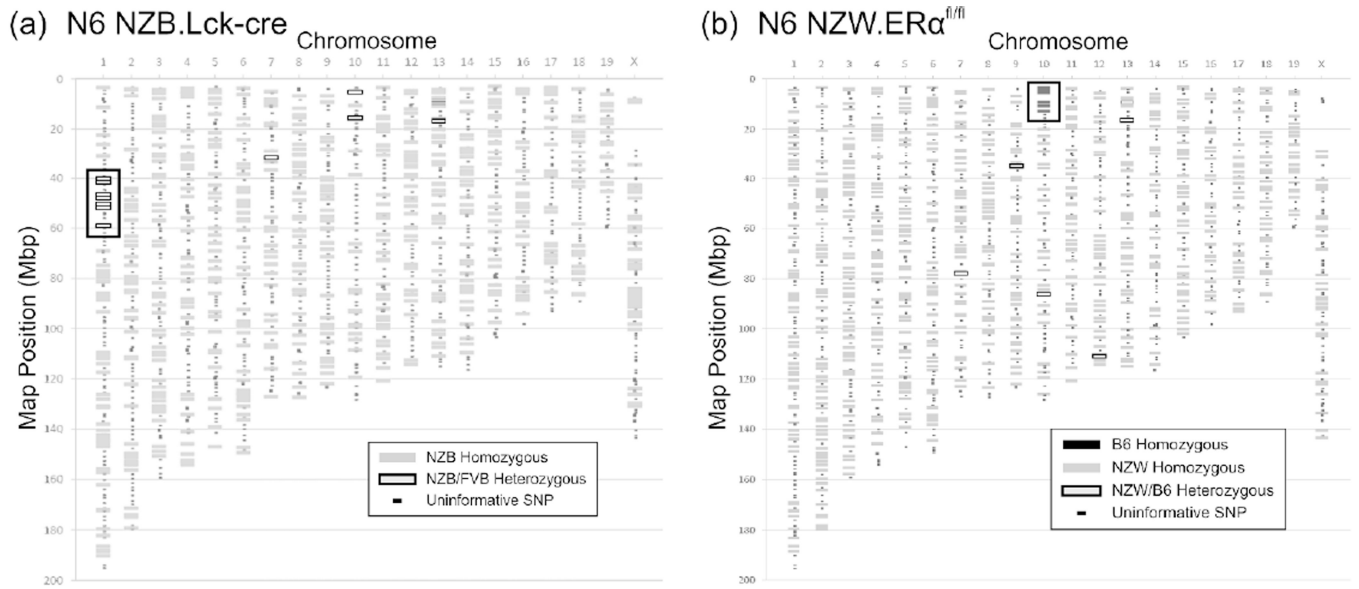 (a) N6 NZB.Lck-cre
Chromosome
1 2 3 4 5 6 7 8 9 10 11 12 13 14 15 16 17 18 19 X
Map Position (Mbp)
0
20
40
60
80
100
120
140
160
180
200
NZB Homozygous
NZB/FVB Heterozygous
Uninformative SNP
(b) N6 NZW.ERα^fl/fl
Chromosome
1 2 3 4 5 6 7 8 9 10 11 12 13 14 15 16 17 18 19 X
Map Position (Mbp)
0
20
40
60
80
100
120
140
160
180
200
B6 Homozygous
NZW Homozygous
NZW/B6 Heterozygous
Uninformative SNP